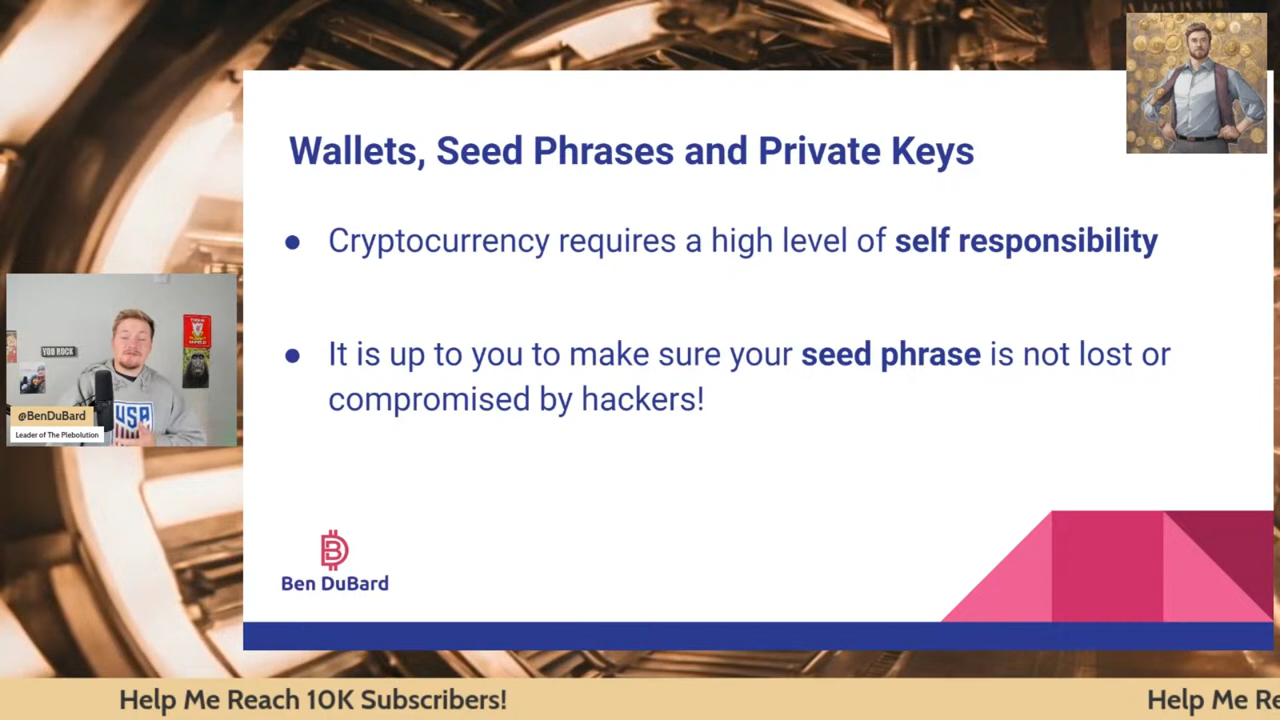 Wallets, Seed Phrases and Private Keys
● Cryptocurrency requires a high level of self responsibility
● It is up to you to make sure your seed phrase is not lost or
compromised by hackers!
YOU ROCK
USA
@BenDuBard
Leader of The Plebolution
Ben DuBard
Help Me Reach 10K Subscribers!
Help Me Re